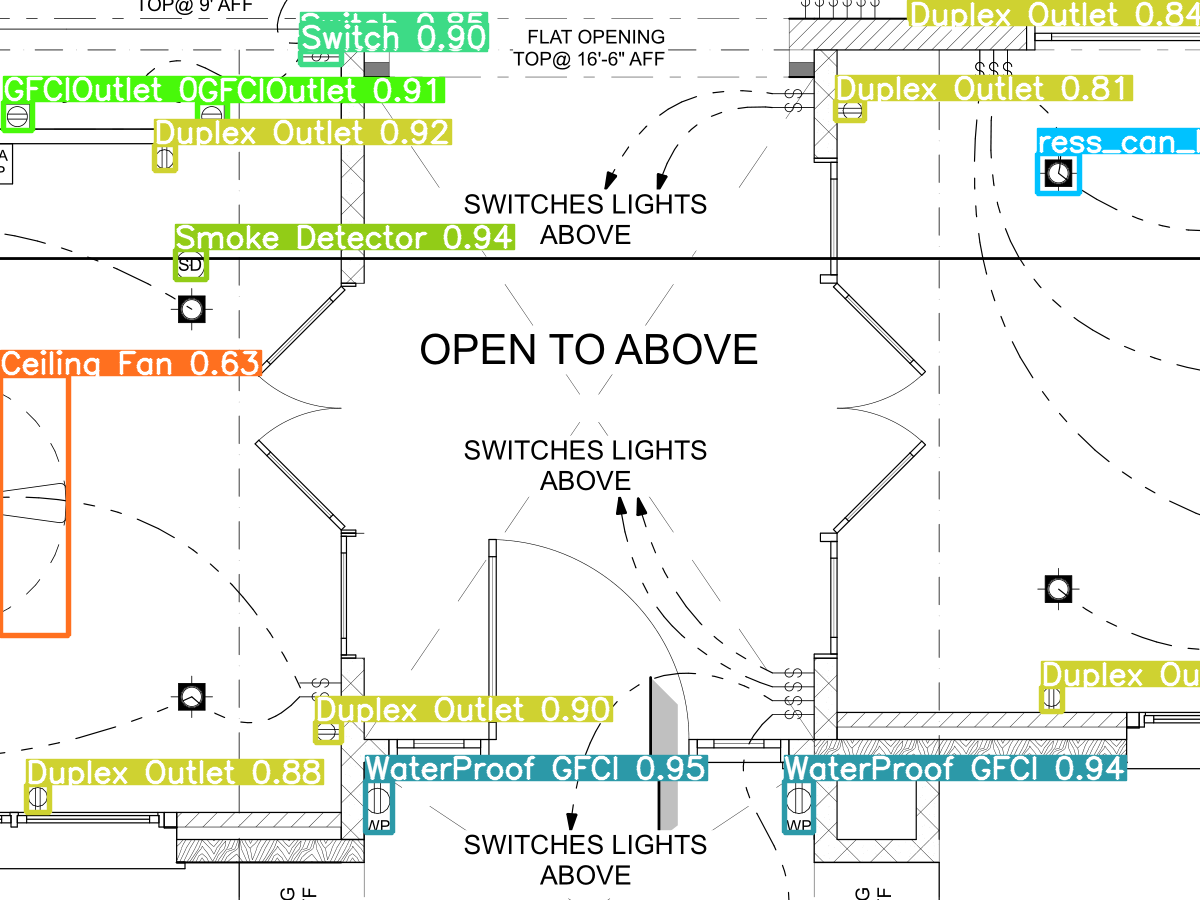 TOP@ 9' AFF
Switch 0.85
Switch 0.90
FLAT OPENING
TOP@ 16'-6" AFF
Duplex Outlet 0.84
GFCIOutlet 0
GFCIOutlet 0.91
Duplex Outlet 0.81
Duplex Outlet 0.92
ress_can_
A
P
SWITCHES LIGHTS
ABOVE
Smoke Detector 0.94
SD
OPEN TO ABOVE
Ceiling Fan 0.63
SWITCHES LIGHTS
ABOVE
Duplex Ou
Duplex Outlet 0.90
Duplex Outlet 0.88
WaterProof GFCI 0.95
WaterProof GFCI 0.94
WP
WP
SWITCHES LIGHTS
ABOVE
G
F
G
F